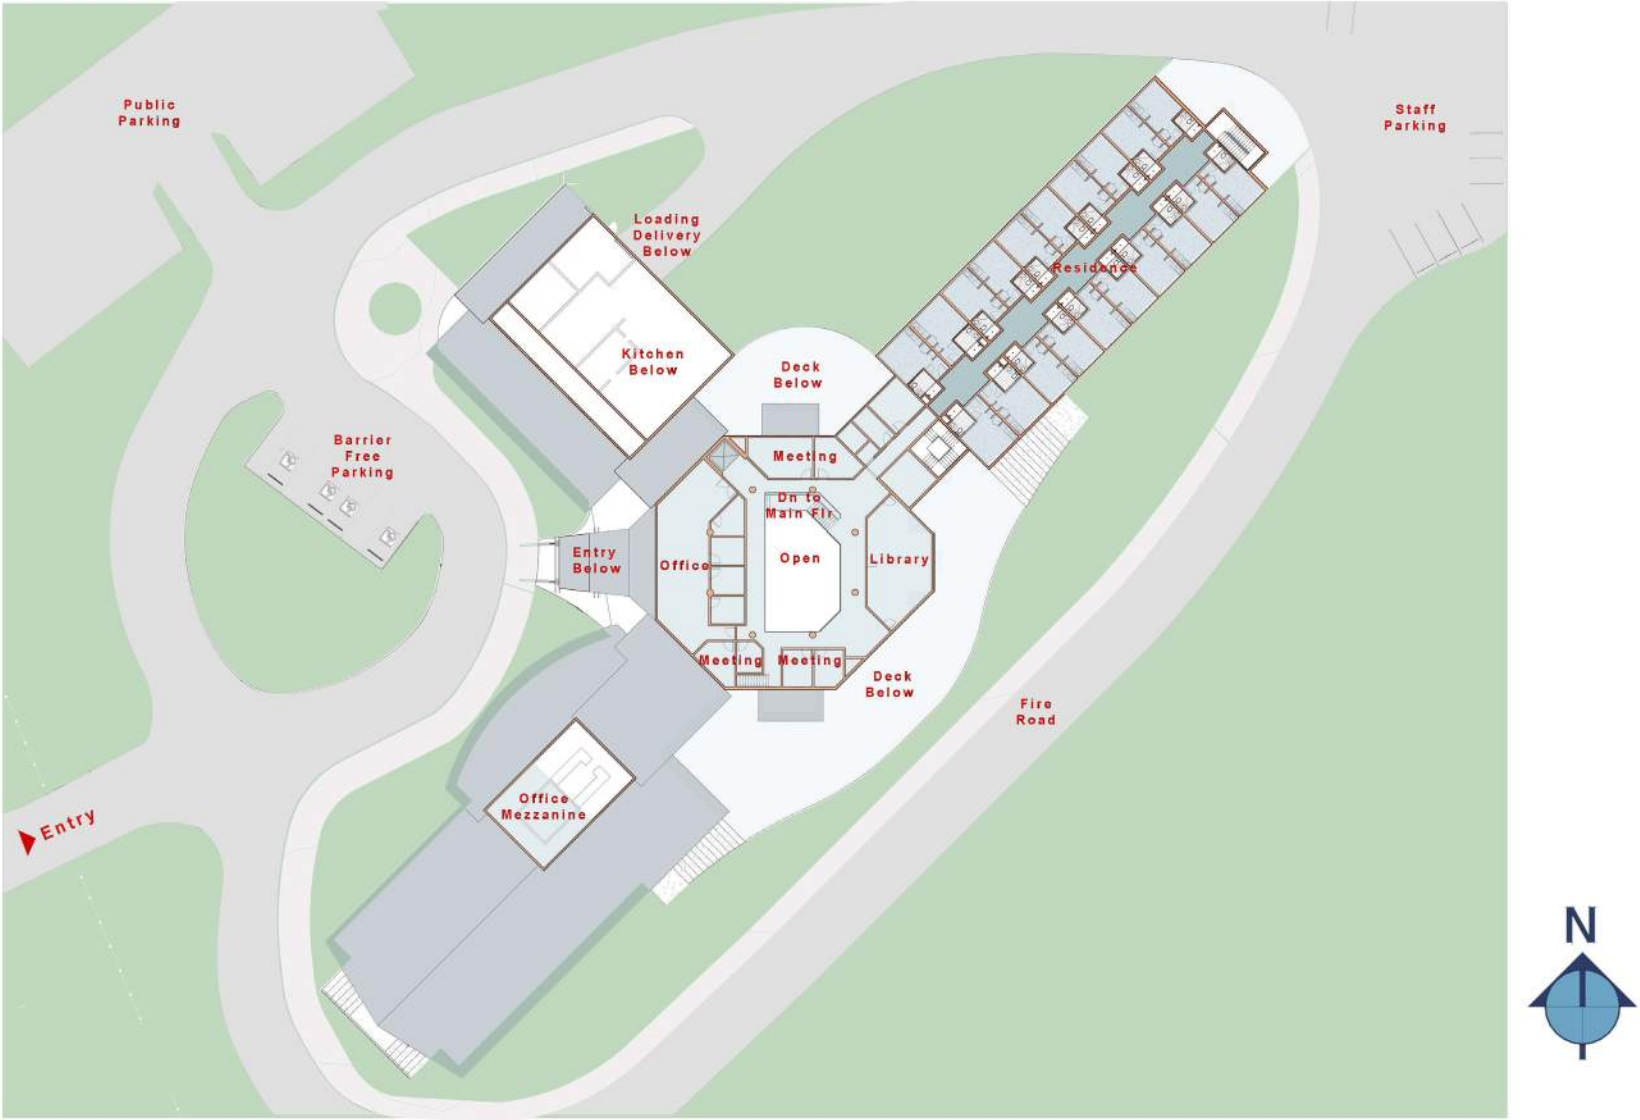 Public
Parking
Staff
Parking
Loading
Delivery
Below
Residence
Kitchen
Below
Deck
Below
Barrier
Free
Parking
Meeting
Dn to
Main Flr
Entry
Below
Office
Open
Library
Meeting
Meeting
Deck
Below
Fire
Road
Office
Mezzanine
Entry
N